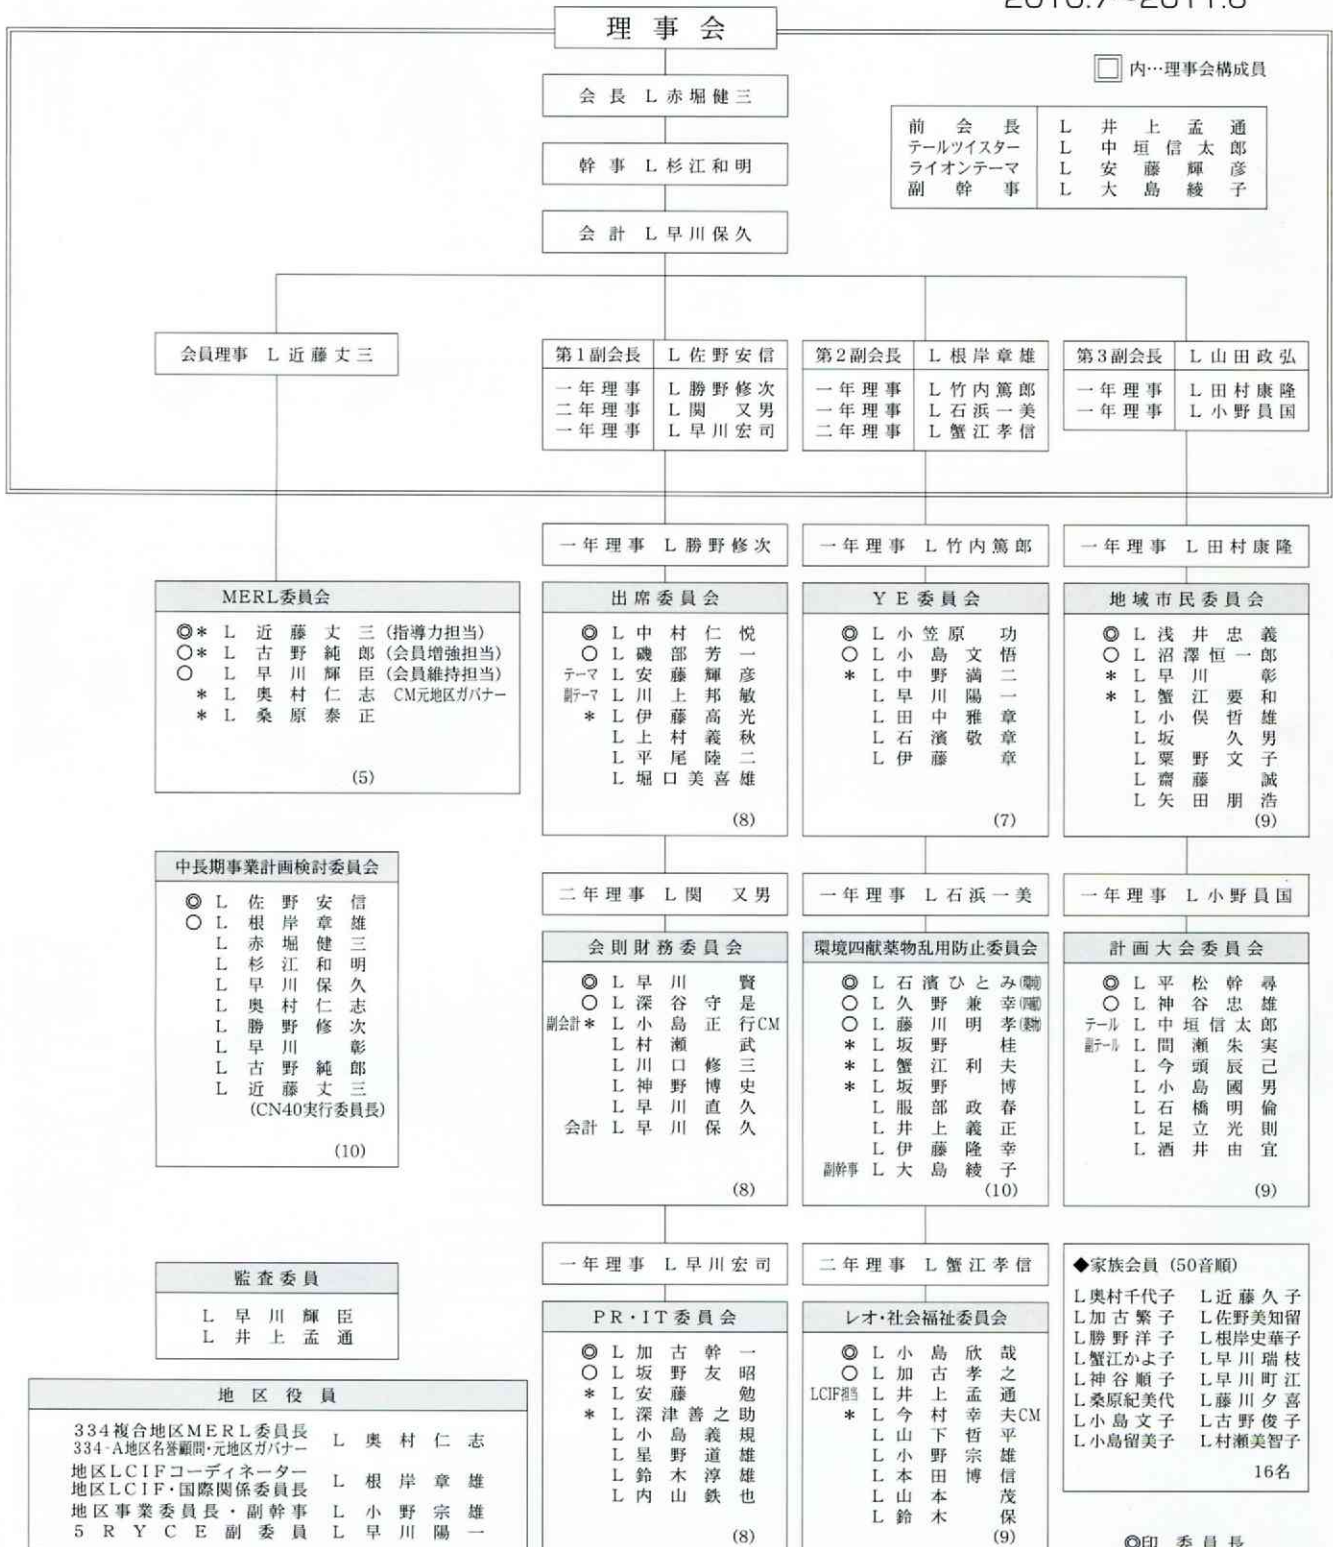 理事会
内…理事会構成員
会長 L 赤堀健三
前会長 L 井上孟通
テールツイスター L 中垣信太郎
ライオンテーマ L 安藤輝彦
副幹事 L 大島綾子
幹事 L 杉江和明
会計 L 早川保久
会員理事 L 近藤丈三
第1副会長 L 佐野安信
一年理事 L 勝野修次
二年理事 L 関又男
一年理事 L 早川宏司
第2副会長 L 根岸章雄
一年理事 L 竹内篤郎
一年理事 L 石浜一美
二年理事 L 蟹江孝信
第3副会長 L 山田政弘
一年理事 L 田村康隆
一年理事 L 小野員国
一年理事 L 勝野修次
一年理事 L 竹内篤郎
一年理事 L 田村康隆
MERL委員会
◎* L 近藤丈三 (指導力担当)
○* L 古野純郎 (会員増強担当)
○ L 早川輝臣 (会員維持担当)
* L 奥村仁志 CM元地区ガバナー
* L 桑原泰正
(5)
出席委員会
◎ L 中村仁悦
○ L 磯部芳一
テーマ L 安藤輝彦
副テーマ L 川上邦敏
* L 伊藤高光
L 上村義秋
L 平尾陸二
L 堀口美喜雄
(8)
YE委員会
◎ L 小笠原功
○ L 小島文悟
* L 中野満二
L 早川陽一
L 田中雅章
L 石濱敬章
L 伊藤章
(7)
地域市民委員会
◎ L 浅井忠義
○ L 沼澤恒一郎
* L 早川彰
* L 蟹江要和
L 小俣哲雄
L 坂久男
L 粟野文子
L 齋藤誠
L 矢田朋浩
(9)
中長期事業計画検討委員会
◎ L 佐野安信
○ L 根岸章雄
L 赤堀健三
L 杉江和明
L 早川保久
L 奥村仁志
L 勝野修次
L 早川彰
L 古野純郎
L 近藤丈三
(CN40実行委員長)
(10)
二年理事 L 関又男
一年理事 L 石浜一美
一年理事 L 小野員国
会則財務委員会
◎ L 早川賢
○ L 深谷守是
副会計* L 小島正行CM
L 村瀬武
L 川口修三
L 神野博史
L 早川直久
会計 L 早川保久
(8)
環境四献薬物乱用防止委員会
◎ L 石濱ひとみ
○ L 久野兼幸
○ L 藤川明孝
* L 坂野桂
* L 蟹江利夫
* L 坂野博
L 服部政春
L 井上義正
L 伊藤隆幸
副幹事 L 大島綾子
(10)
計画大会委員会
◎ L 平松幹尋
○ L 神谷忠雄
テール L 中垣信太郎
副テール L 間瀬朱実
L 今頭辰己
L 小島國男
L 石橋明倫
L 足立光則
L 酒井由宜
(9)
監査委員
L 早川輝臣
L 井上孟通
一年理事 L 早川宏司
二年理事 L 蟹江孝信
PR・IT委員会
◎ L 加古幹一
○ L 坂野友昭
* L 安藤勉
* L 深津善之助
L 小島義規
L 星野道雄
L 鈴木淳雄
L 内山鉄也
(8)
レオ・社会福祉委員会
◎ L 小島欣哉
○ L 加古孝之
LCIF担当 L 井上孟通
* L 今村幸夫CM
L 山下哲平
L 小野宗雄
L 本田博信
L 山本茂
L 鈴木保
(9)
◆家族会員 (50音順)
L奥村千代子 L近藤久子
L加古繁子 L佐野美知留
L勝野洋子 L根岸史華子
L蟹江かよ子 L早川瑞枝
L神谷順子 L早川町江
L桑原紀美代 L藤川夕喜
L小島文子 L古野俊子
L小島留美子 L村瀬美智子
16名
地区役員
334複合地区MERL委員長
334-A地区名誉顧問・元地区ガバナー L 奥村仁志
地区LCIFコーディネーター
地区LCIF・国際関係委員長 L 根岸章雄
地区事業委員長・副幹事 L 小野宗雄
5RYCE副委員 L 早川陽一
◎印 委員長